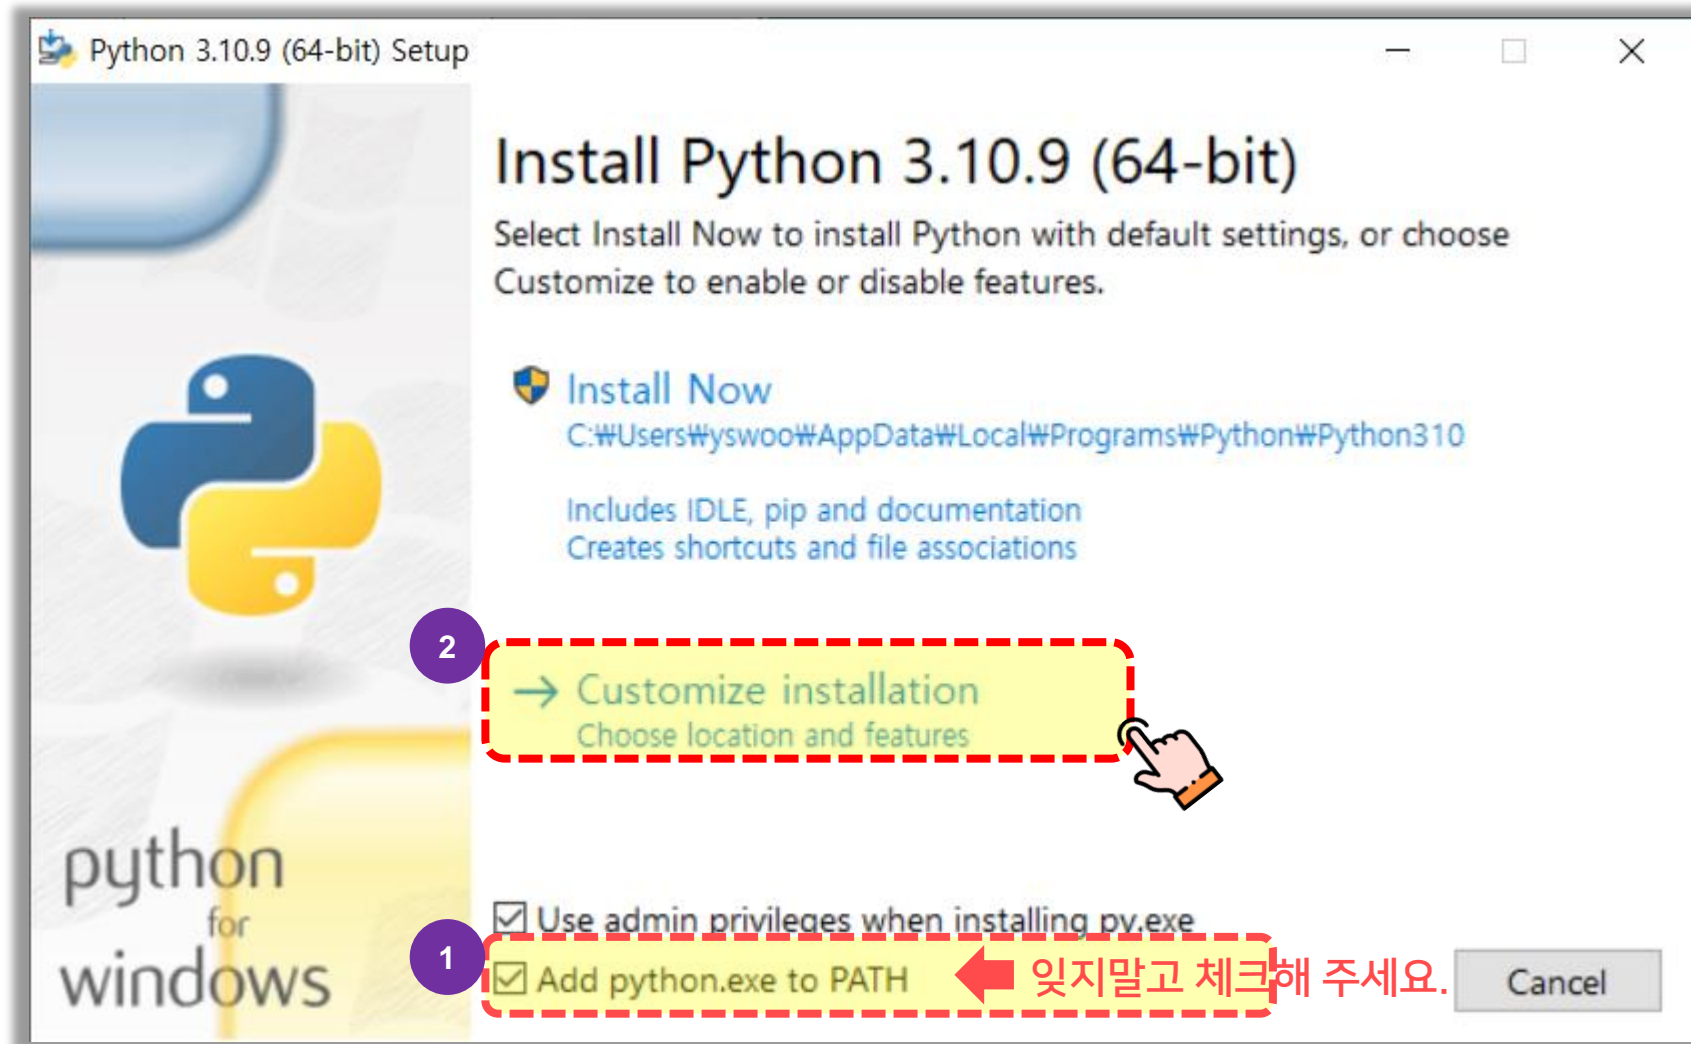 Python 3.10.9 (64-bit) Setup
Install Python 3.10.9 (64-bit)
Select Install Now to install Python with default settings, or choose
Customize to enable or disable features.
Install Now
C:₩Users₩yswoo₩AppData₩Local₩Programs₩Python₩Python310
Includes IDLE, pip and documentation
Creates shortcuts and file associations
2
→ Customize installation
Choose location and features
python
for
windows
Use admin privileges when installing py.exe
1
Add python.exe to PATH 잊지말고 체크해 주세요.
Cancel